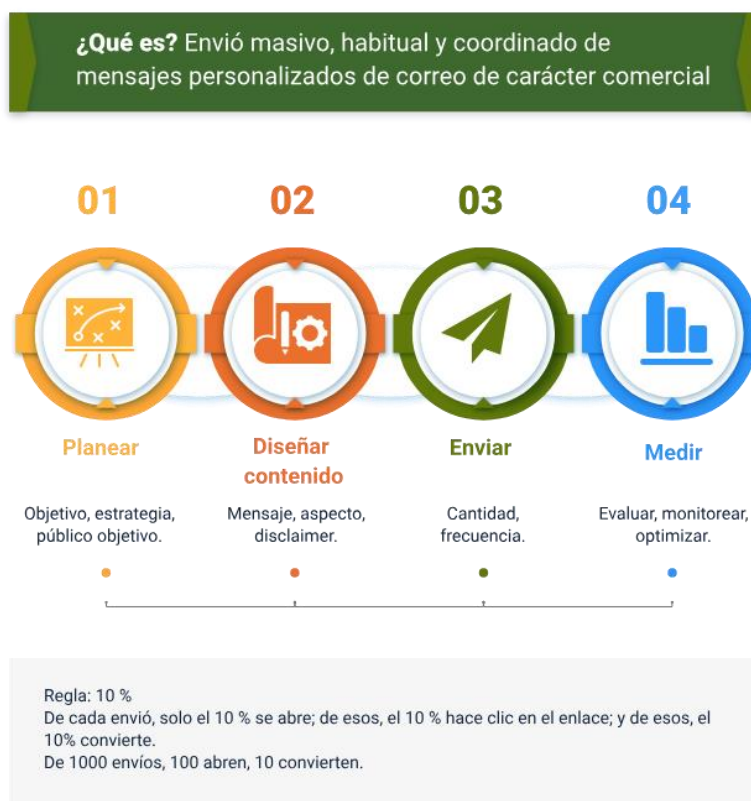 ¿Qué es? Envió masivo, habitual y coordinado de
mensajes personalizados de correo de carácter comercial
01
02
03
04
Planear
Diseñar
contenido
Enviar
Medir
Objetivo, estrategia,
público objetivo.
Mensaje, aspecto,
disclaimer.
Cantidad,
frecuencia.
Evaluar, monitorear,
optimizar.
Regla: 10 %
De cada envió, solo el 10 % se abre; de esos, el 10 % hace clic en el enlace; y de esos, el
10% convierte.
De 1000 envíos, 100 abren, 10 convierten.